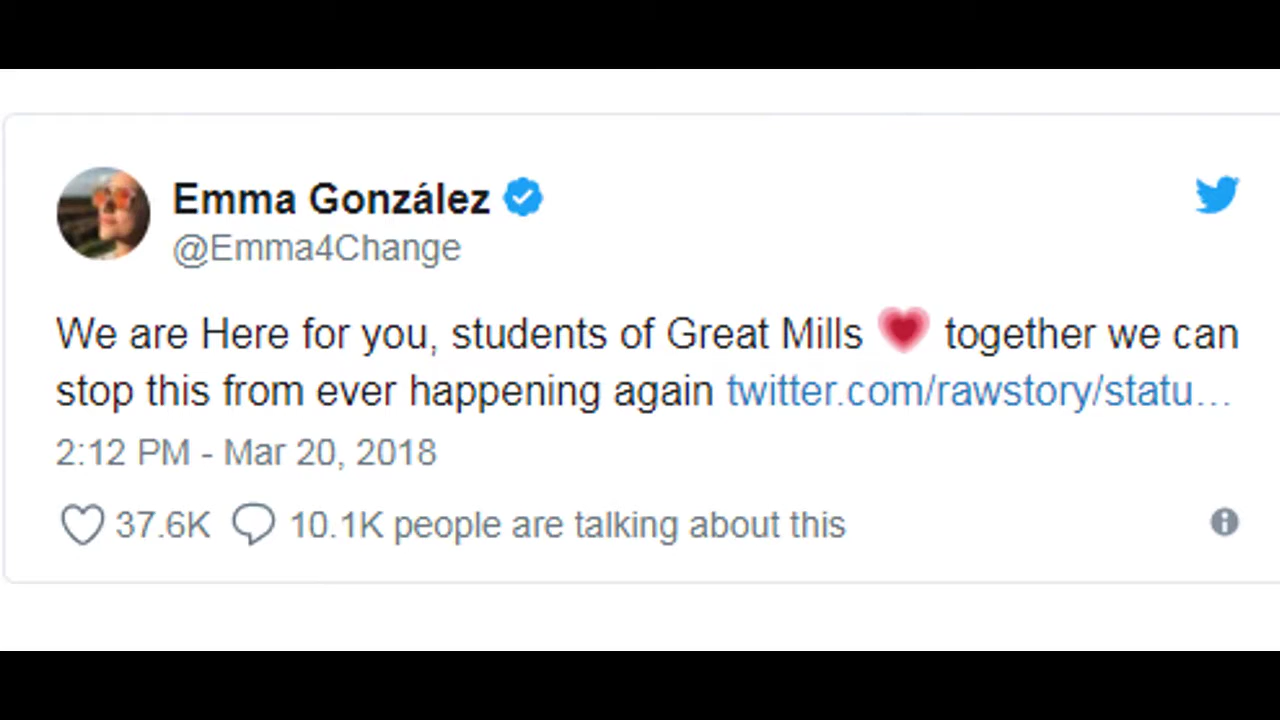 Emma González
@Emma4Change
We are Here for you, students of Great Mills 💗 together we can
stop this from ever happening again twitter.com/rawstory/statu…
2:12 PM - Mar 20, 2018
37.6K 10.1K people are talking about this